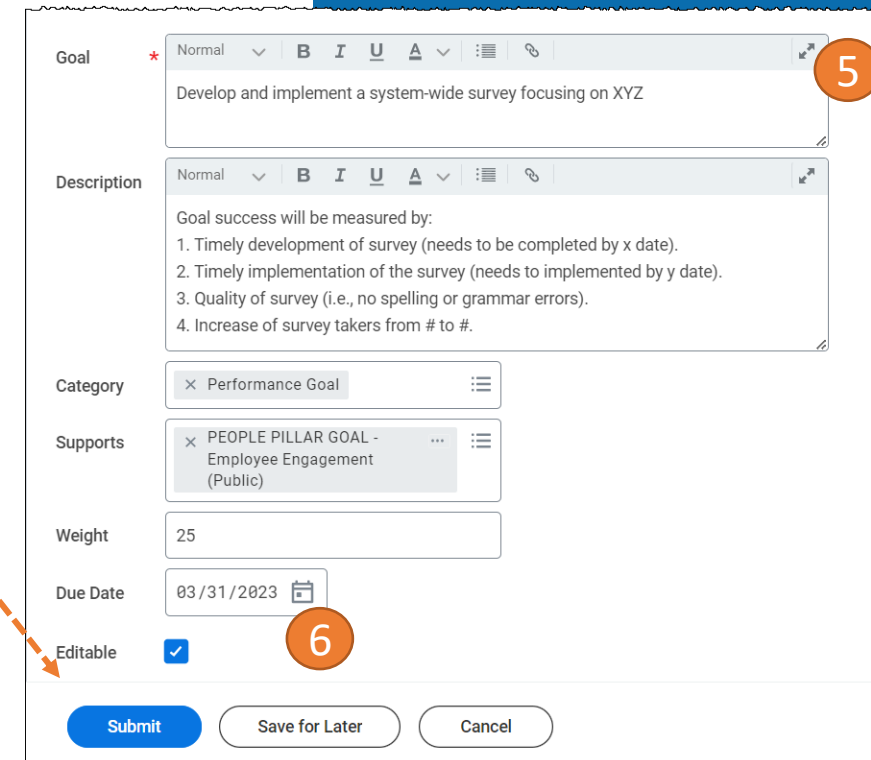 Goal *
Normal B I U A
5
Develop and implement a system-wide survey focusing on XYZ
Description
Normal B I U A
Goal success will be measured by:
1. Timely development of survey (needs to be completed by x date).
2. Timely implementation of the survey (needs to implemented by y date).
3. Quality of survey (i.e., no spelling or grammar errors).
4. Increase of survey takers from # to #.
Category
× Performance Goal
Supports
× PEOPLE PILLAR GOAL - ...
Employee Engagement
(Public)
Weight
25
Due Date
03/31/2023
6
Editable
Submit Save for Later Cancel